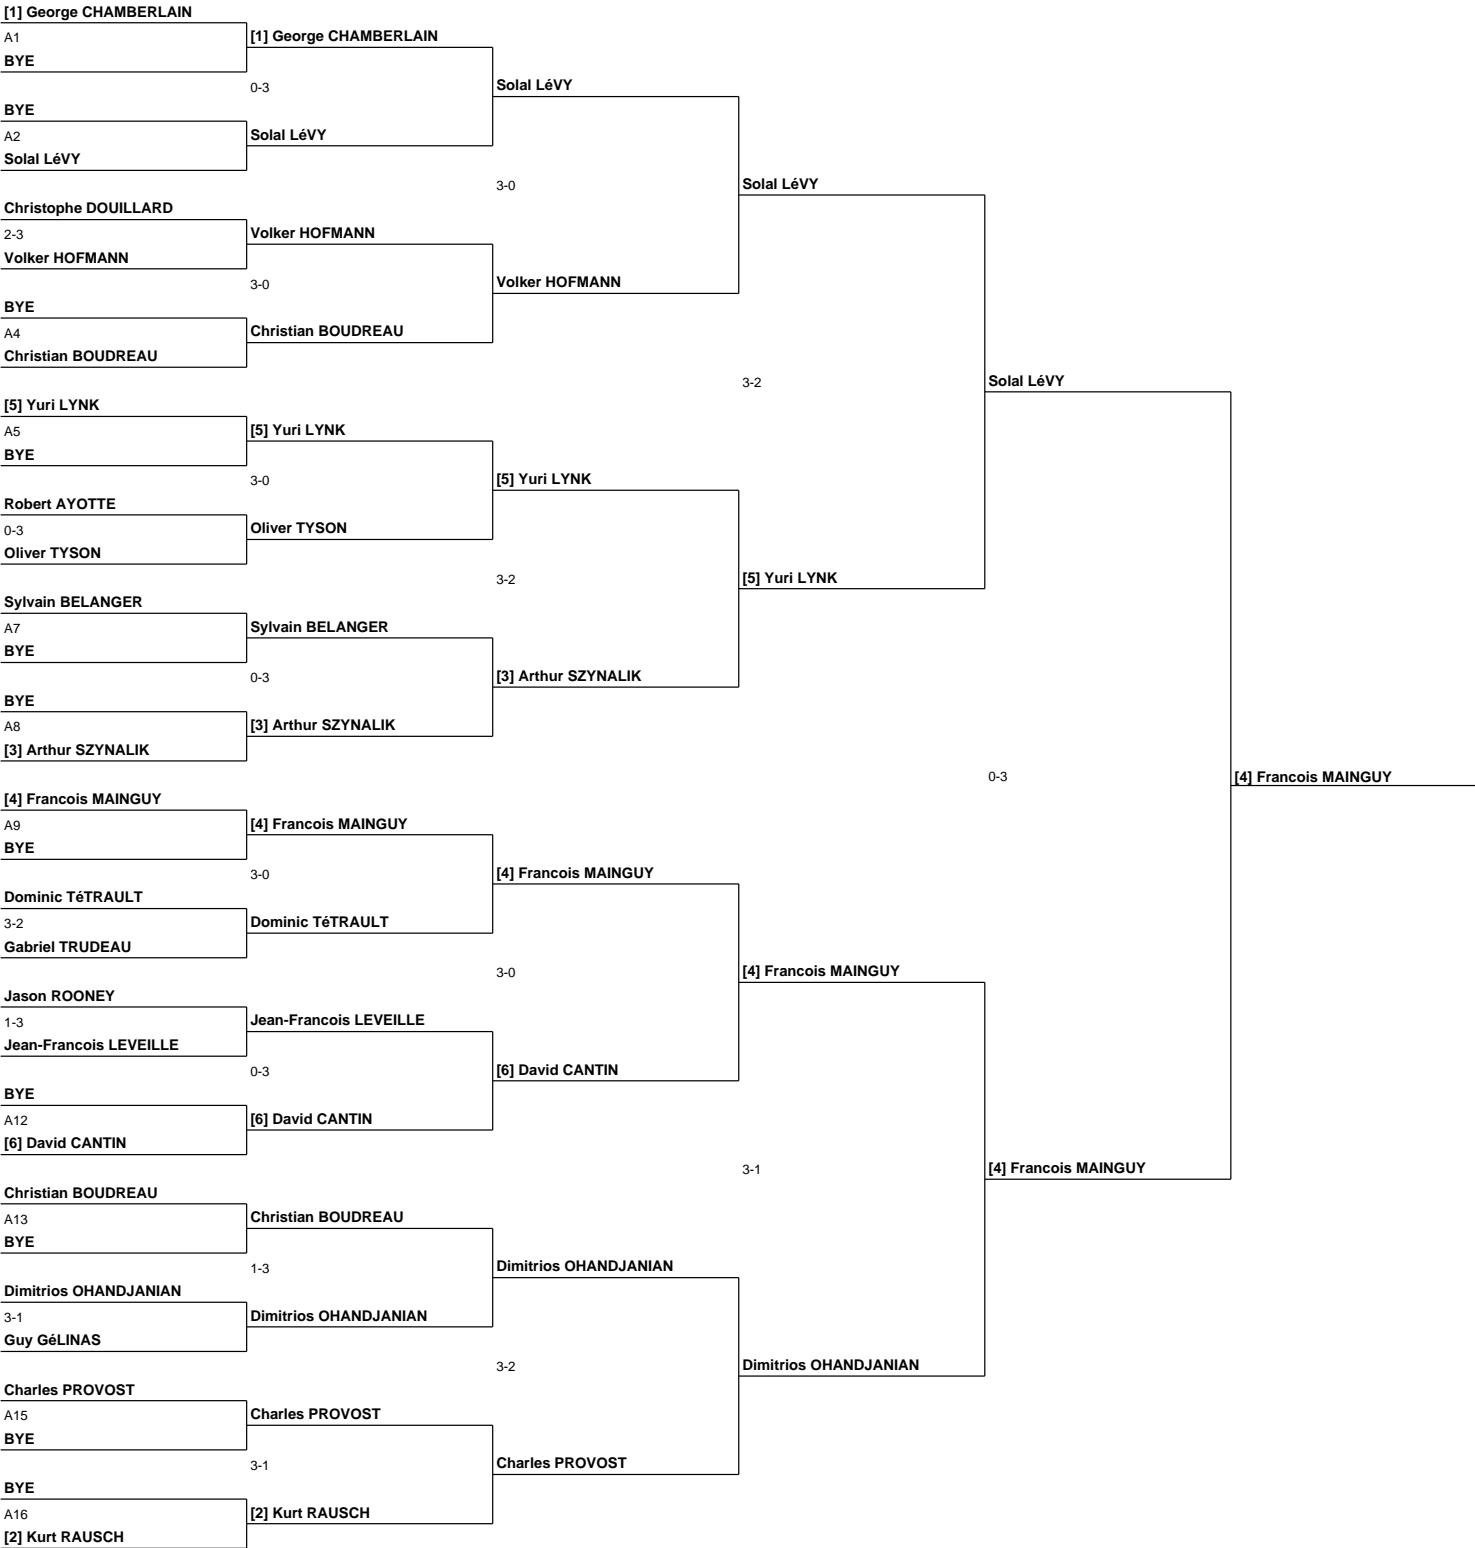 [1] George CHAMBERLAIN
A1
[1] George CHAMBERLAIN
BYE
0-3
Solal LéVY
BYE
A2
Solal LéVY
Solal LéVY
3-0
Solal LéVY
Christophe DOUILLARD
2-3
Volker HOFMANN
Volker HOFMANN
3-0
Volker HOFMANN
BYE
A4
Christian BOUDREAU
Christian BOUDREAU
3-2
Solal LéVY
[5] Yuri LYNK
A5
[5] Yuri LYNK
BYE
3-0
[5] Yuri LYNK
Robert AYOTTE
0-3
Oliver TYSON
Oliver TYSON
3-2
[5] Yuri LYNK
Sylvain BELANGER
A7
Sylvain BELANGER
BYE
0-3
[3] Arthur SZYNALIK
BYE
A8
[3] Arthur SZYNALIK
[3] Arthur SZYNALIK
0-3
[4] Francois MAINGUY
[4] Francois MAINGUY
A9
[4] Francois MAINGUY
BYE
3-0
[4] Francois MAINGUY
Dominic TéTRAULT
3-2
Dominic TéTRAULT
Gabriel TRUDEAU
3-0
[4] Francois MAINGUY
Jason ROONEY
1-3
Jean-Francois LEVEILLE
Jean-Francois LEVEILLE
0-3
[6] David CANTIN
BYE
A12
[6] David CANTIN
[6] David CANTIN
3-1
[4] Francois MAINGUY
Christian BOUDREAU
A13
Christian BOUDREAU
BYE
1-3
Dimitrios OHANDJANIAN
Dimitrios OHANDJANIAN
3-1
Dimitrios OHANDJANIAN
Guy GéLINAS
3-2
Dimitrios OHANDJANIAN
Charles PROVOST
A15
Charles PROVOST
BYE
3-1
Charles PROVOST
BYE
A16
[2] Kurt RAUSCH
[2] Kurt RAUSCH